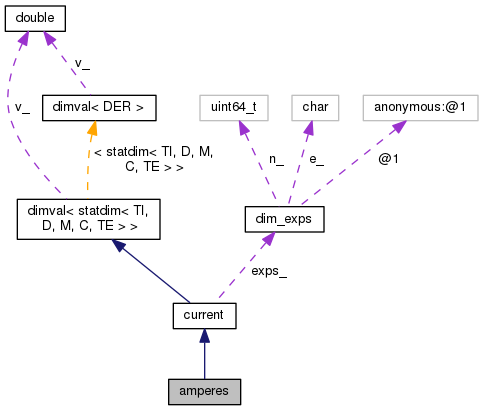 double
v_
dimval< DER >
uint64_t
char
anonymous:@1
v_
< statdim< TI, D, M,
C, TE > >
n_
e_
@1
dimval< statdim< TI,
D, M, C, TE > >
dim_exps
exps_
current
amperes